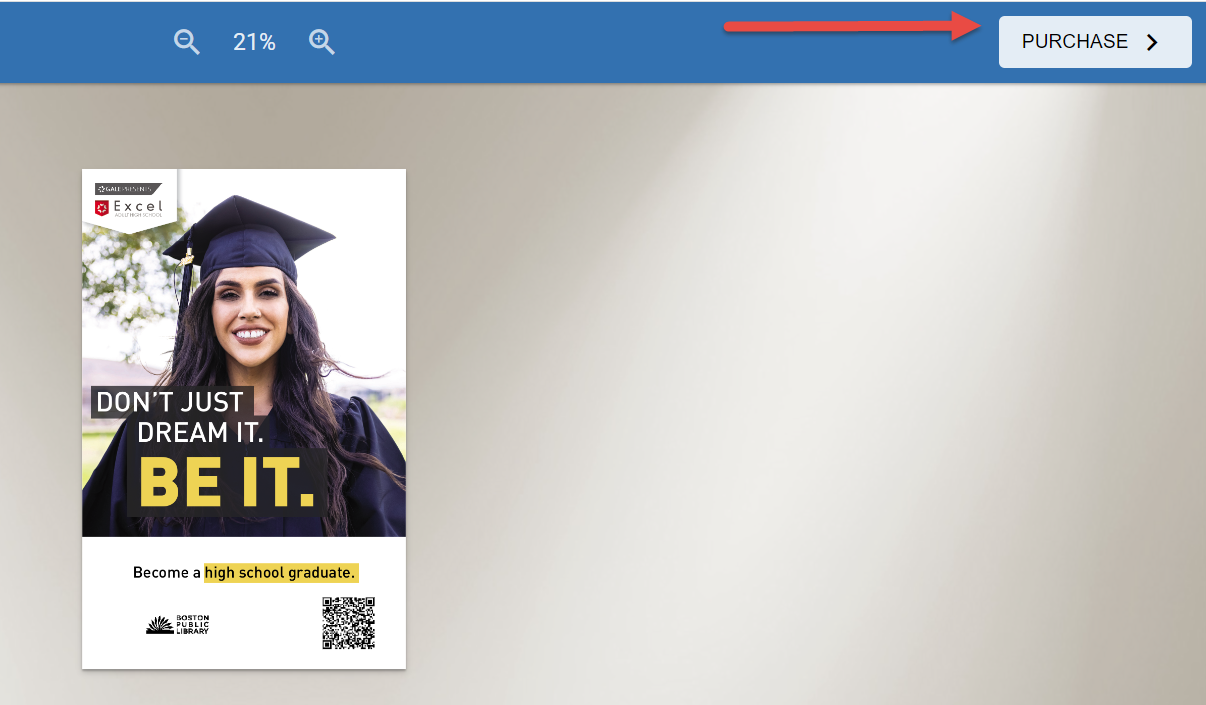 21%
PURCHASE
GALE PRESENTS
Excel
ADULT HIGH SCHOOL
DON'T JUST
DREAM IT.
BE IT.
Become a high school graduate.
BOSTON
PUBLIC
LIBRARY